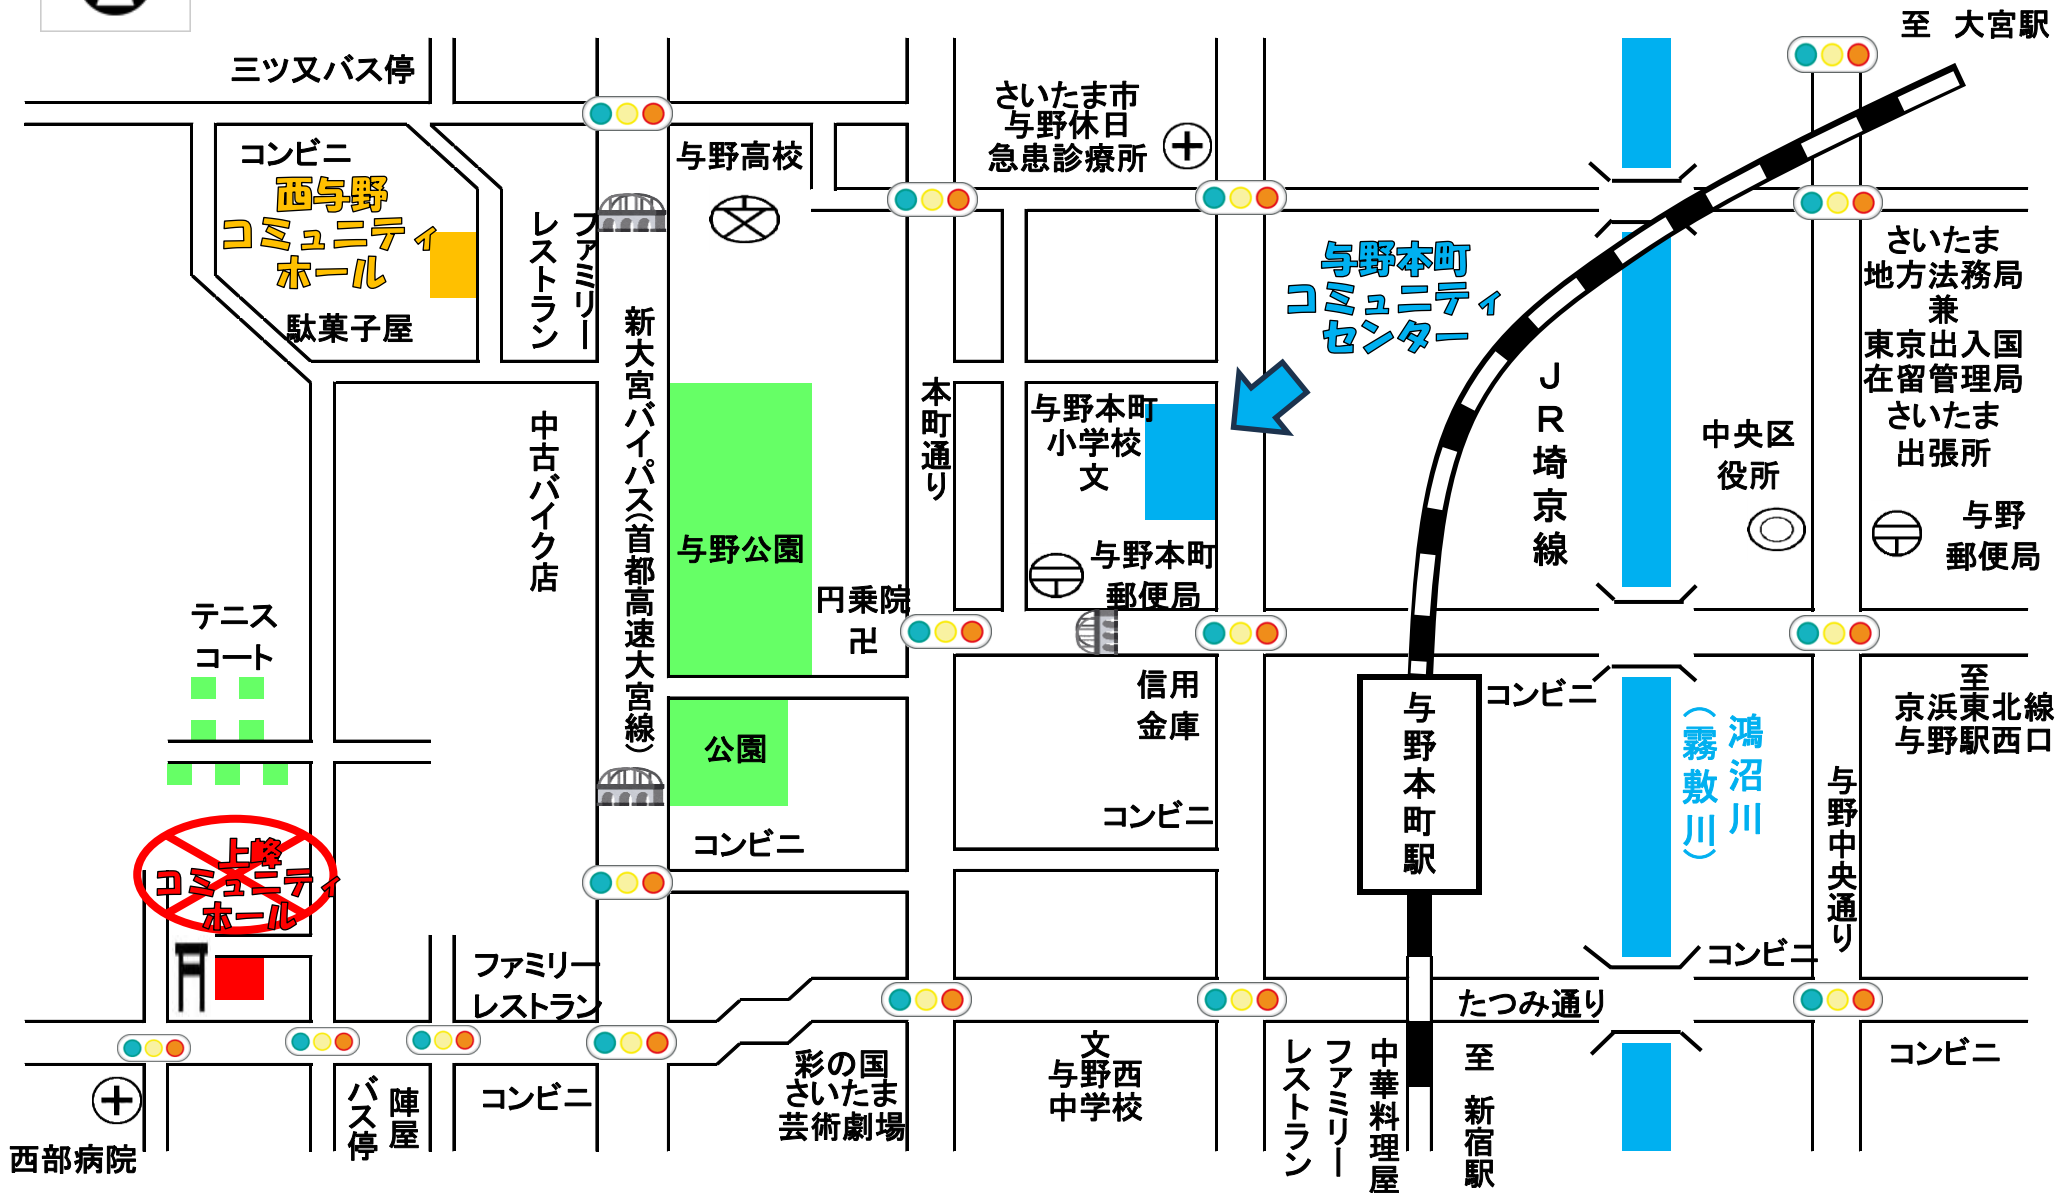 至 大宮駅
三ツ又バス停
さいたま市
与野休日
急患診療所
コンビニ
与野高校
西与野
コミュニティ
ホール
ファミリー
レストラン
駄菓子屋
与野本町
コミュニティ
センター
さいたま
地方法務局
兼
東京出入国
在留管理局
さいたま
出張所
新大宮バイパス(首都高速大宮線)
中古バイク店
本町通り
与野本町
小学校
文
JR埼京線
中央区
役所
与野
郵便局
与野公園
与野本町
郵便局
円乗院
卍
テニス
コート
信用
金庫
コンビニ
至
京浜東北線
与野駅西口
与野本町駅
鴻沼川
(霧敷川)
公園
コンビニ
コンビニ
与野中央通り
上峰
コミュニティ
ホール
ファミリー
レストラン
コンビニ
たつみ通り
西部病院
陣屋
バス停
コンビニ
彩の国
さいたま
芸術劇場
文
与野西
中学校
ファミリー
レストラン
中華料理屋
至 新宿駅
コンビニ